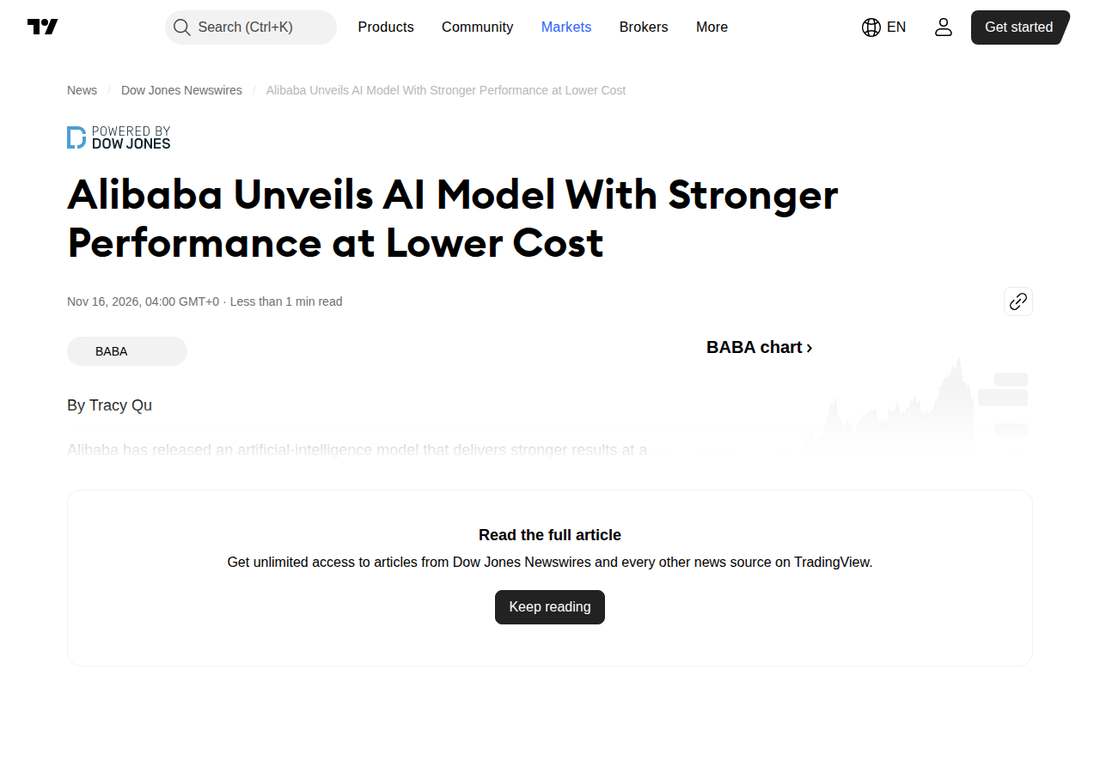 Search (Ctrl+K)
Products
Community
Markets
Brokers
More
EN
Get started
News / Dow Jones Newswires / Alibaba Unveils AI Model With Stronger Performance at Lower Cost
POWERED BY
DOW JONES
Alibaba Unveils AI Model With Stronger
Performance at Lower Cost
Nov 16, 2026, 04:00 GMT+0 · Less than 1 min read
BABA
BABA chart ›
By Tracy Qu
Alibaba has released an artificial-intelligence model that delivers stronger results at a
Read the full article
Get unlimited access to articles from Dow Jones Newswires and every other news source on TradingView.
Keep reading